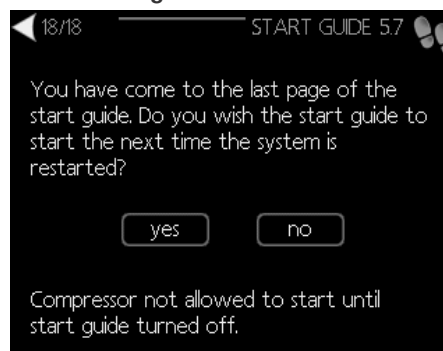 18/18
START GUIDE 5.7
You have come to the last page of the
start guide. Do you wish the start guide to
start the next time the system is
restarted?
yes
no
Compressor not allowed to start until
start guide turned off.